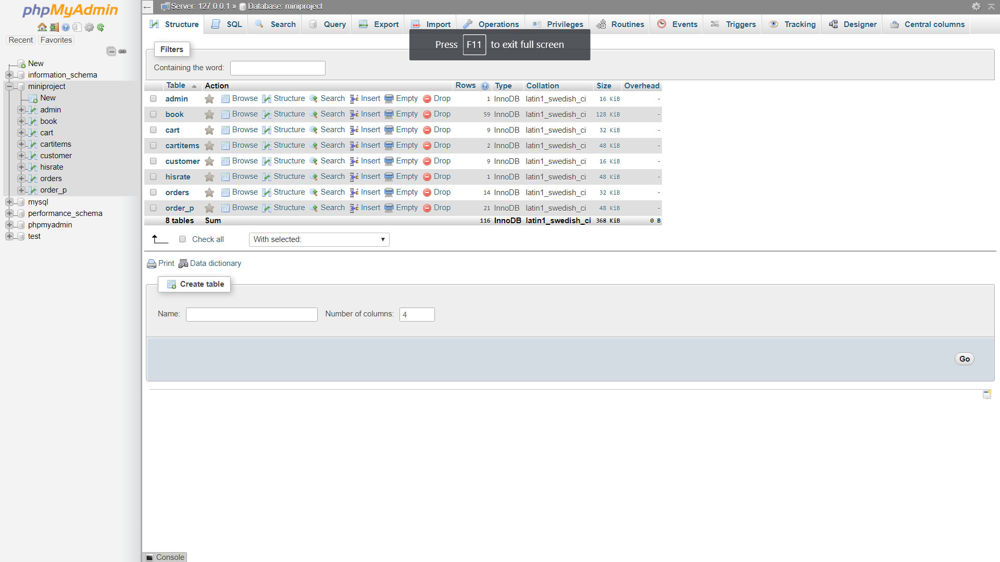 phpMyAdmin
Recent Favorites
New
information_schema
miniproject
New
admin
book
cart
cartitems
customer
hisrate
orders
order_p
mysql
performance_schema
phpmyadmin
test
Server: 127.0.0.1 » Database: miniproject
Structure SQL Search Query Export Import Operations Privileges Routines Events Triggers Tracking Designer Central columns
Press F11 to exit full screen
Filters
Containing the word:
Table Action Rows Type Collation Size Overhead
admin Browse Structure Search Insert Empty Drop 1 InnoDB latin1_swedish_ci 16 KiB -
book Browse Structure Search Insert Empty Drop 59 InnoDB latin1_swedish_ci 128 KiB -
cart Browse Structure Search Insert Empty Drop 9 InnoDB latin1_swedish_ci 32 KiB -
cartitems Browse Structure Search Insert Empty Drop 2 InnoDB latin1_swedish_ci 48 KiB -
customer Browse Structure Search Insert Empty Drop 9 InnoDB latin1_swedish_ci 16 KiB -
hisrate Browse Structure Search Insert Empty Drop 1 InnoDB latin1_swedish_ci 48 KiB -
orders Browse Structure Search Insert Empty Drop 14 InnoDB latin1_swedish_ci 32 KiB -
order_p Browse Structure Search Insert Empty Drop 21 InnoDB latin1_swedish_ci 48 KiB -
8 tables Sum 116 InnoDB latin1_swedish_ci 368 KiB 0 B
Check all With selected:
Print Data dictionary
Create table
Name: Number of columns: 4
Go
Console